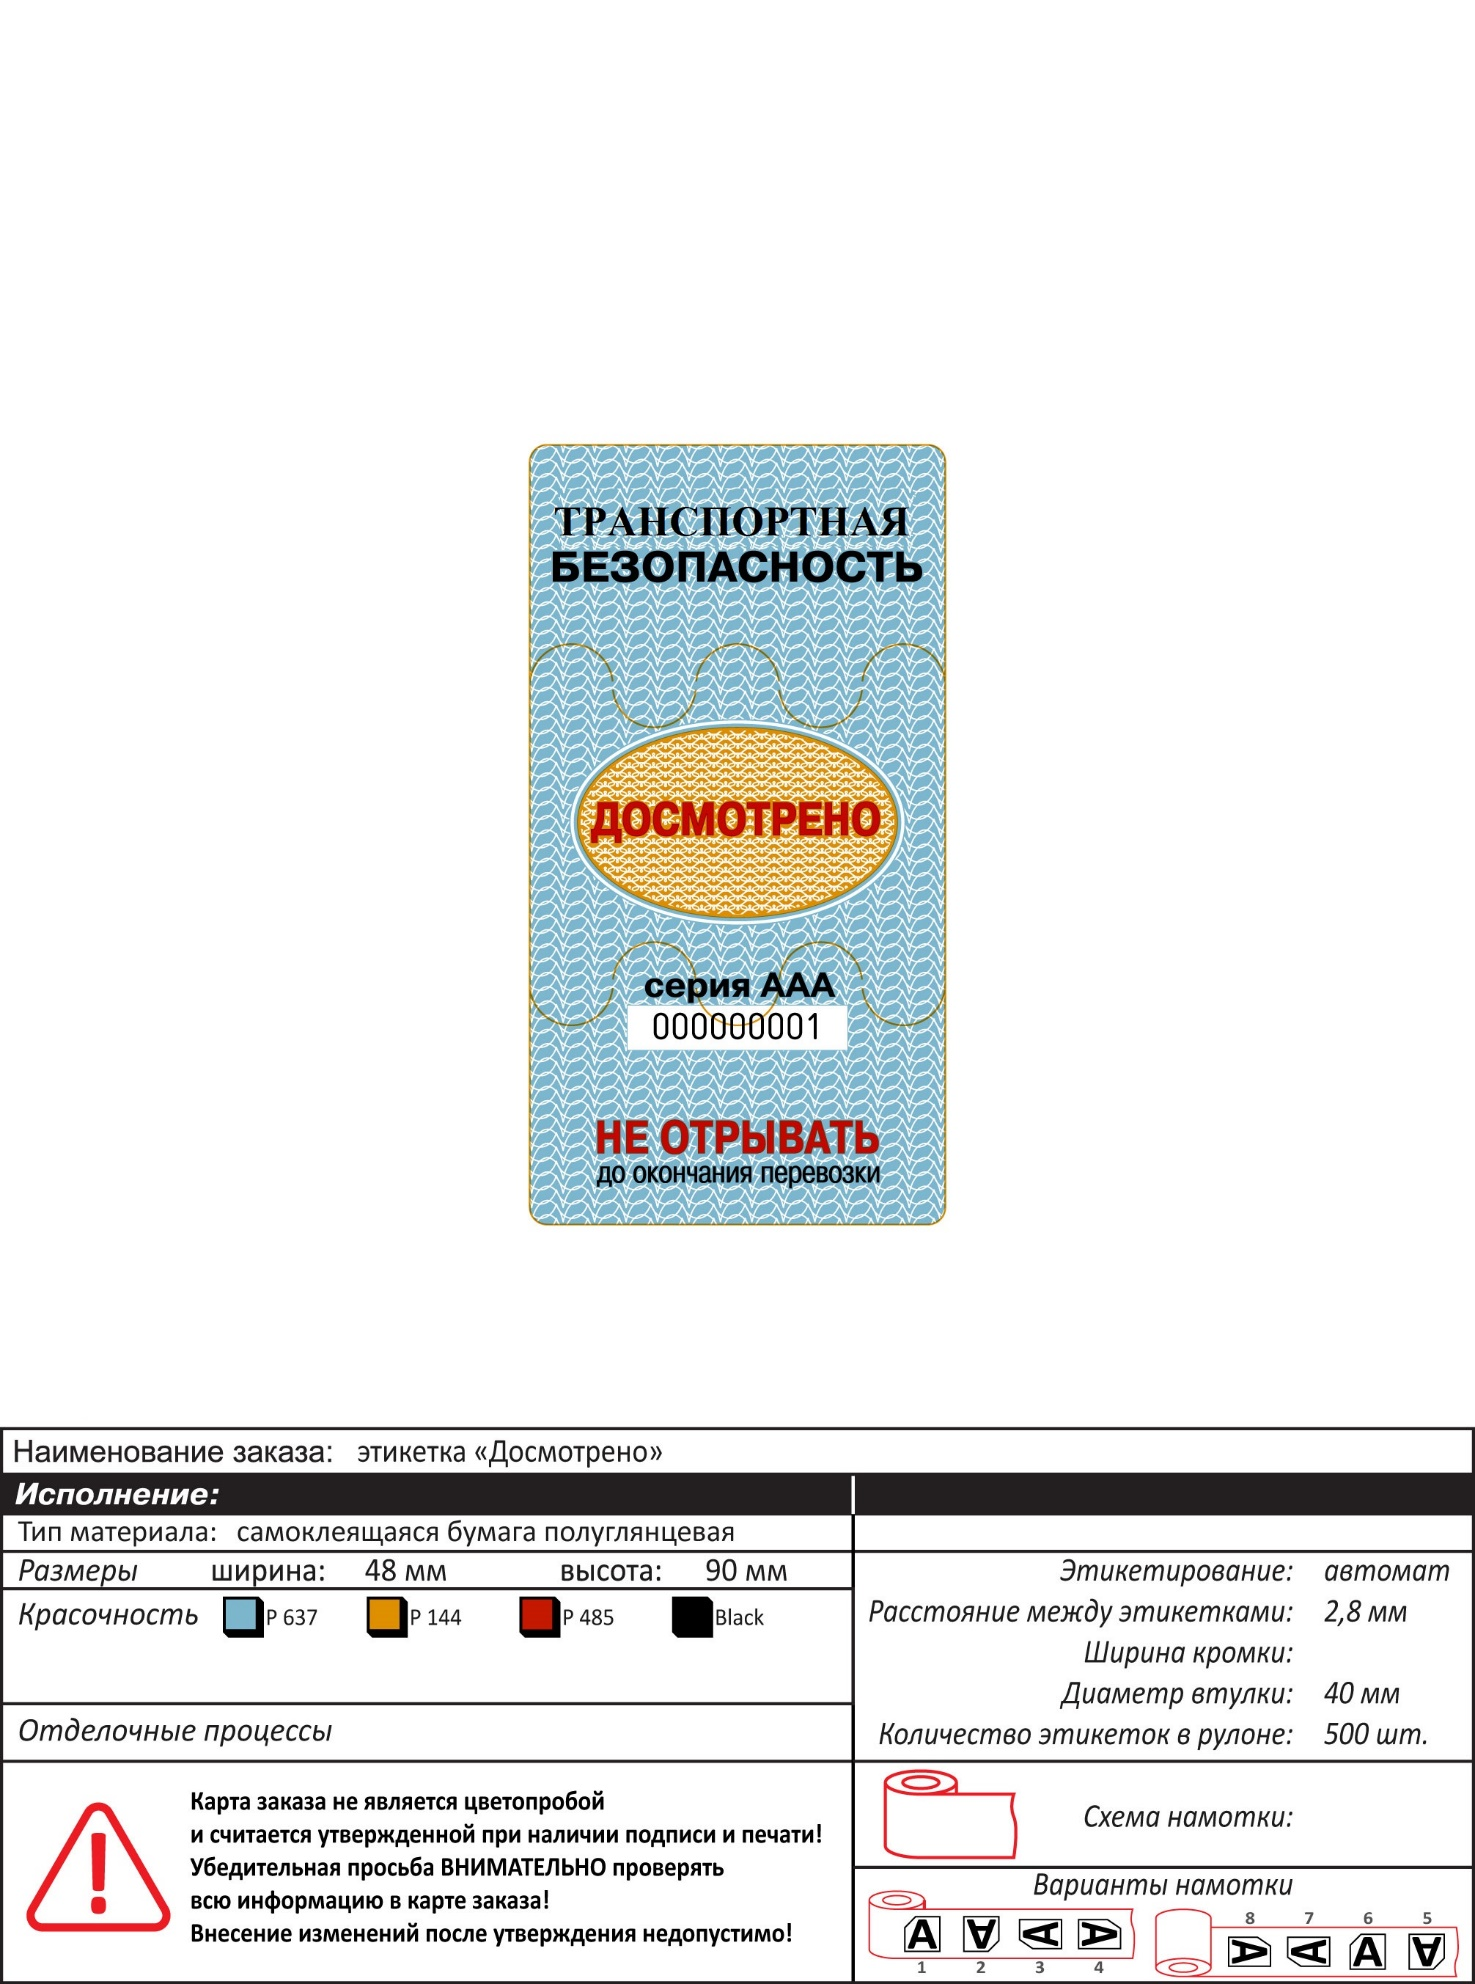 ТРАНСПОРТНАЯ
БЕЗОПАСНОСТЬ
ДОСМОТРЕНО
серия ААА
000000001
НЕ ОТРЫВАТЬ
до окончания перевозки
Наименование заказа: этикетка «Досмотрено»
Исполнение:
Тип материала: самоклеящаяся бумага полуглянцевая
Размеры ширина: 48 мм высота: 90 мм
Красочность P 637 P 144 P 485 Black
Отделочные процессы
Этикетирование: автомат
Расстояние между этикетками: 2,8 мм
Ширина кромки:
Диаметр втулки: 40 мм
Количество этикеток в рулоне: 500 шт.
Карта заказа не является цветопробой
и считается утвержденной при наличии подписи и печати!
Убедительная просьба ВНИМАТЕЛЬНО проверять
всю информацию в карте заказа!
Внесение изменений после утверждения недопустимо!
Схема намотки:
Варианты намотки
A A A A
1 2 3 4
8 7 6 5
A A A A